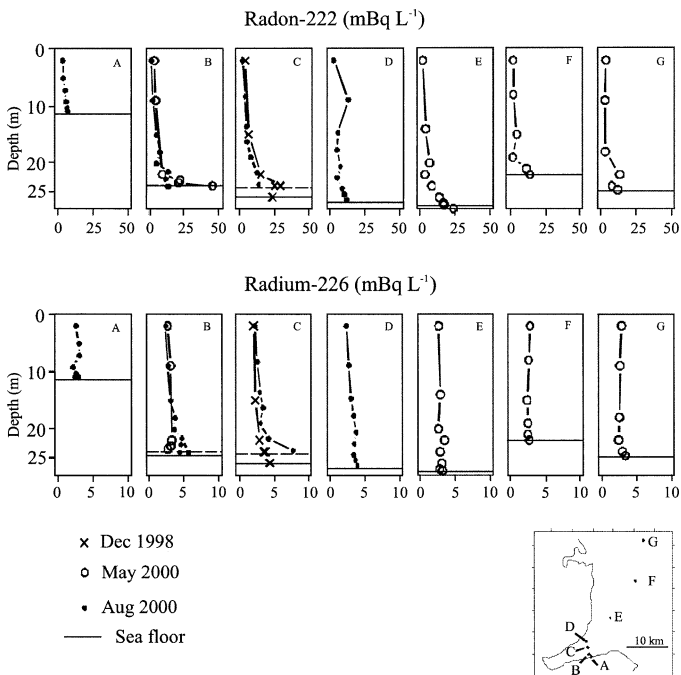 Radon-222 (mBq L⁻¹)
Depth (m)
0
10
20
25
A
B
C
D
E
F
G
0 25 50
0 25 50
0 25 50
0 25 50
0 25 50
0 25 50
0 25 50
Radium-226 (mBq L⁻¹)
Depth (m)
0
10
20
25
A
B
C
D
E
F
G
0 5 10
0 5 10
0 5 10
0 5 10
0 5 10
0 5 10
0 5 10
Dec 1998
May 2000
Aug 2000
Sea floor
G
F
E
D
C
B
A
10 km